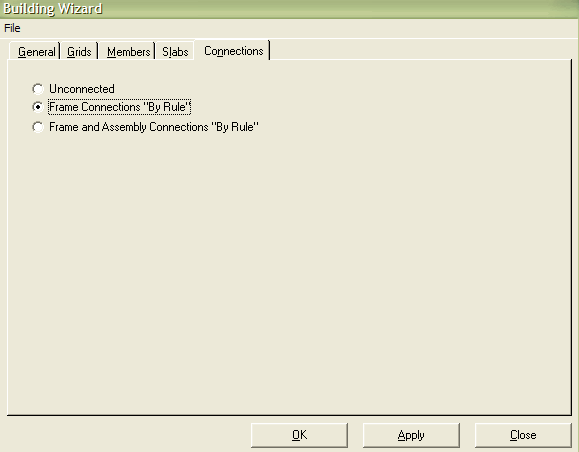 Building Wizard
File
General Grids Members Slabs Connections
Unconnected
Frame Connections "By Rule"
Frame and Assembly Connections "By Rule"
OK Apply Close